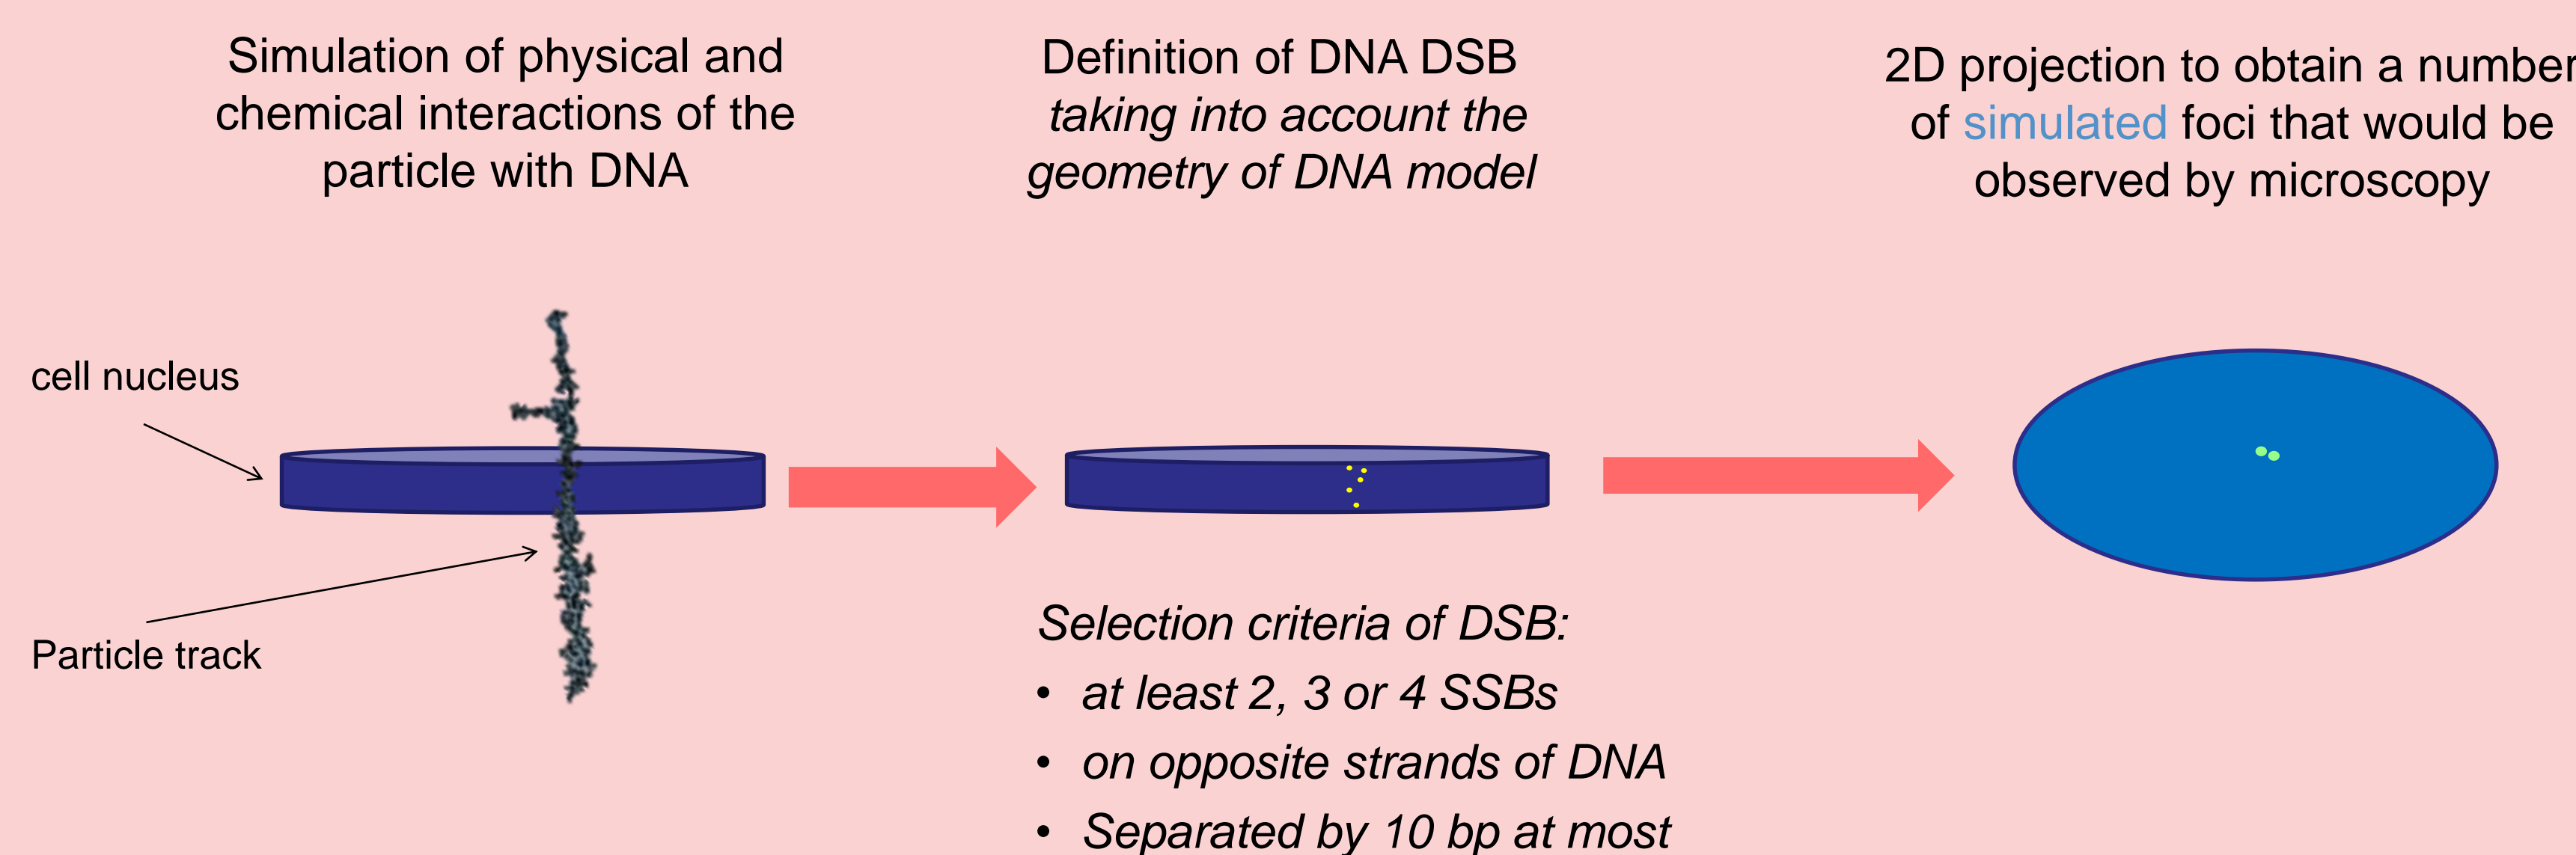 Simulation of physical and
chemical interactions of the
particle with DNA
Definition of DNA DSB
taking into account the
geometry of DNA model
2D projection to obtain a number
of simulated foci that would be
observed by microscopy
cell nucleus
Particle track
Selection criteria of DSB:
• at least 2, 3 or 4 SSBs
• on opposite strands of DNA
• Separated by 10 bp at most